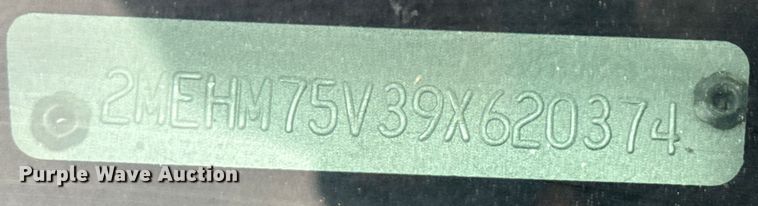 2MEHM75V39X620374
Purple Wave Auction